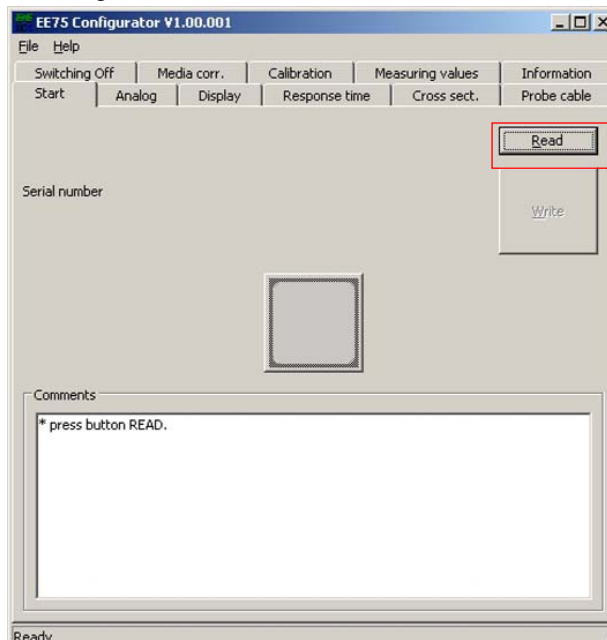 EE75 Configurator V1.00.001
File Help
Switching Off Media corr. Calibration Measuring values Information
Start Analog Display Response time Cross sect. Probe cable
Read
Serial number
Write
Comments
* press button READ.
Ready